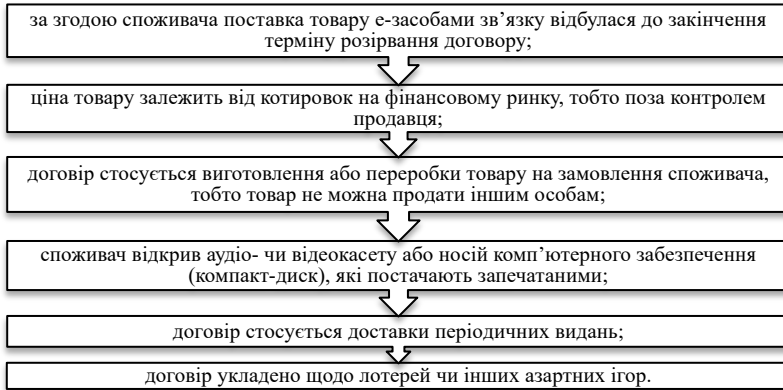 за згодою споживача поставка товару е-засобами зв’язку відбулася до закінчення
терміну розірвання договору;
ціна товару залежить від котировок на фінансовому ринку, тобто поза контролем
продавця;
договір стосується виготовлення або переробки товару на замовлення споживача,
тобто товар не можна продати іншим особам;
споживач відкрив аудіо- чи відеокасету або носій комп’ютерного забезпечення
(компакт-диск), які постачають запечатаними;
договір стосується доставки періодичних видань;
договір укладено щодо лотерей чи інших азартних ігор.